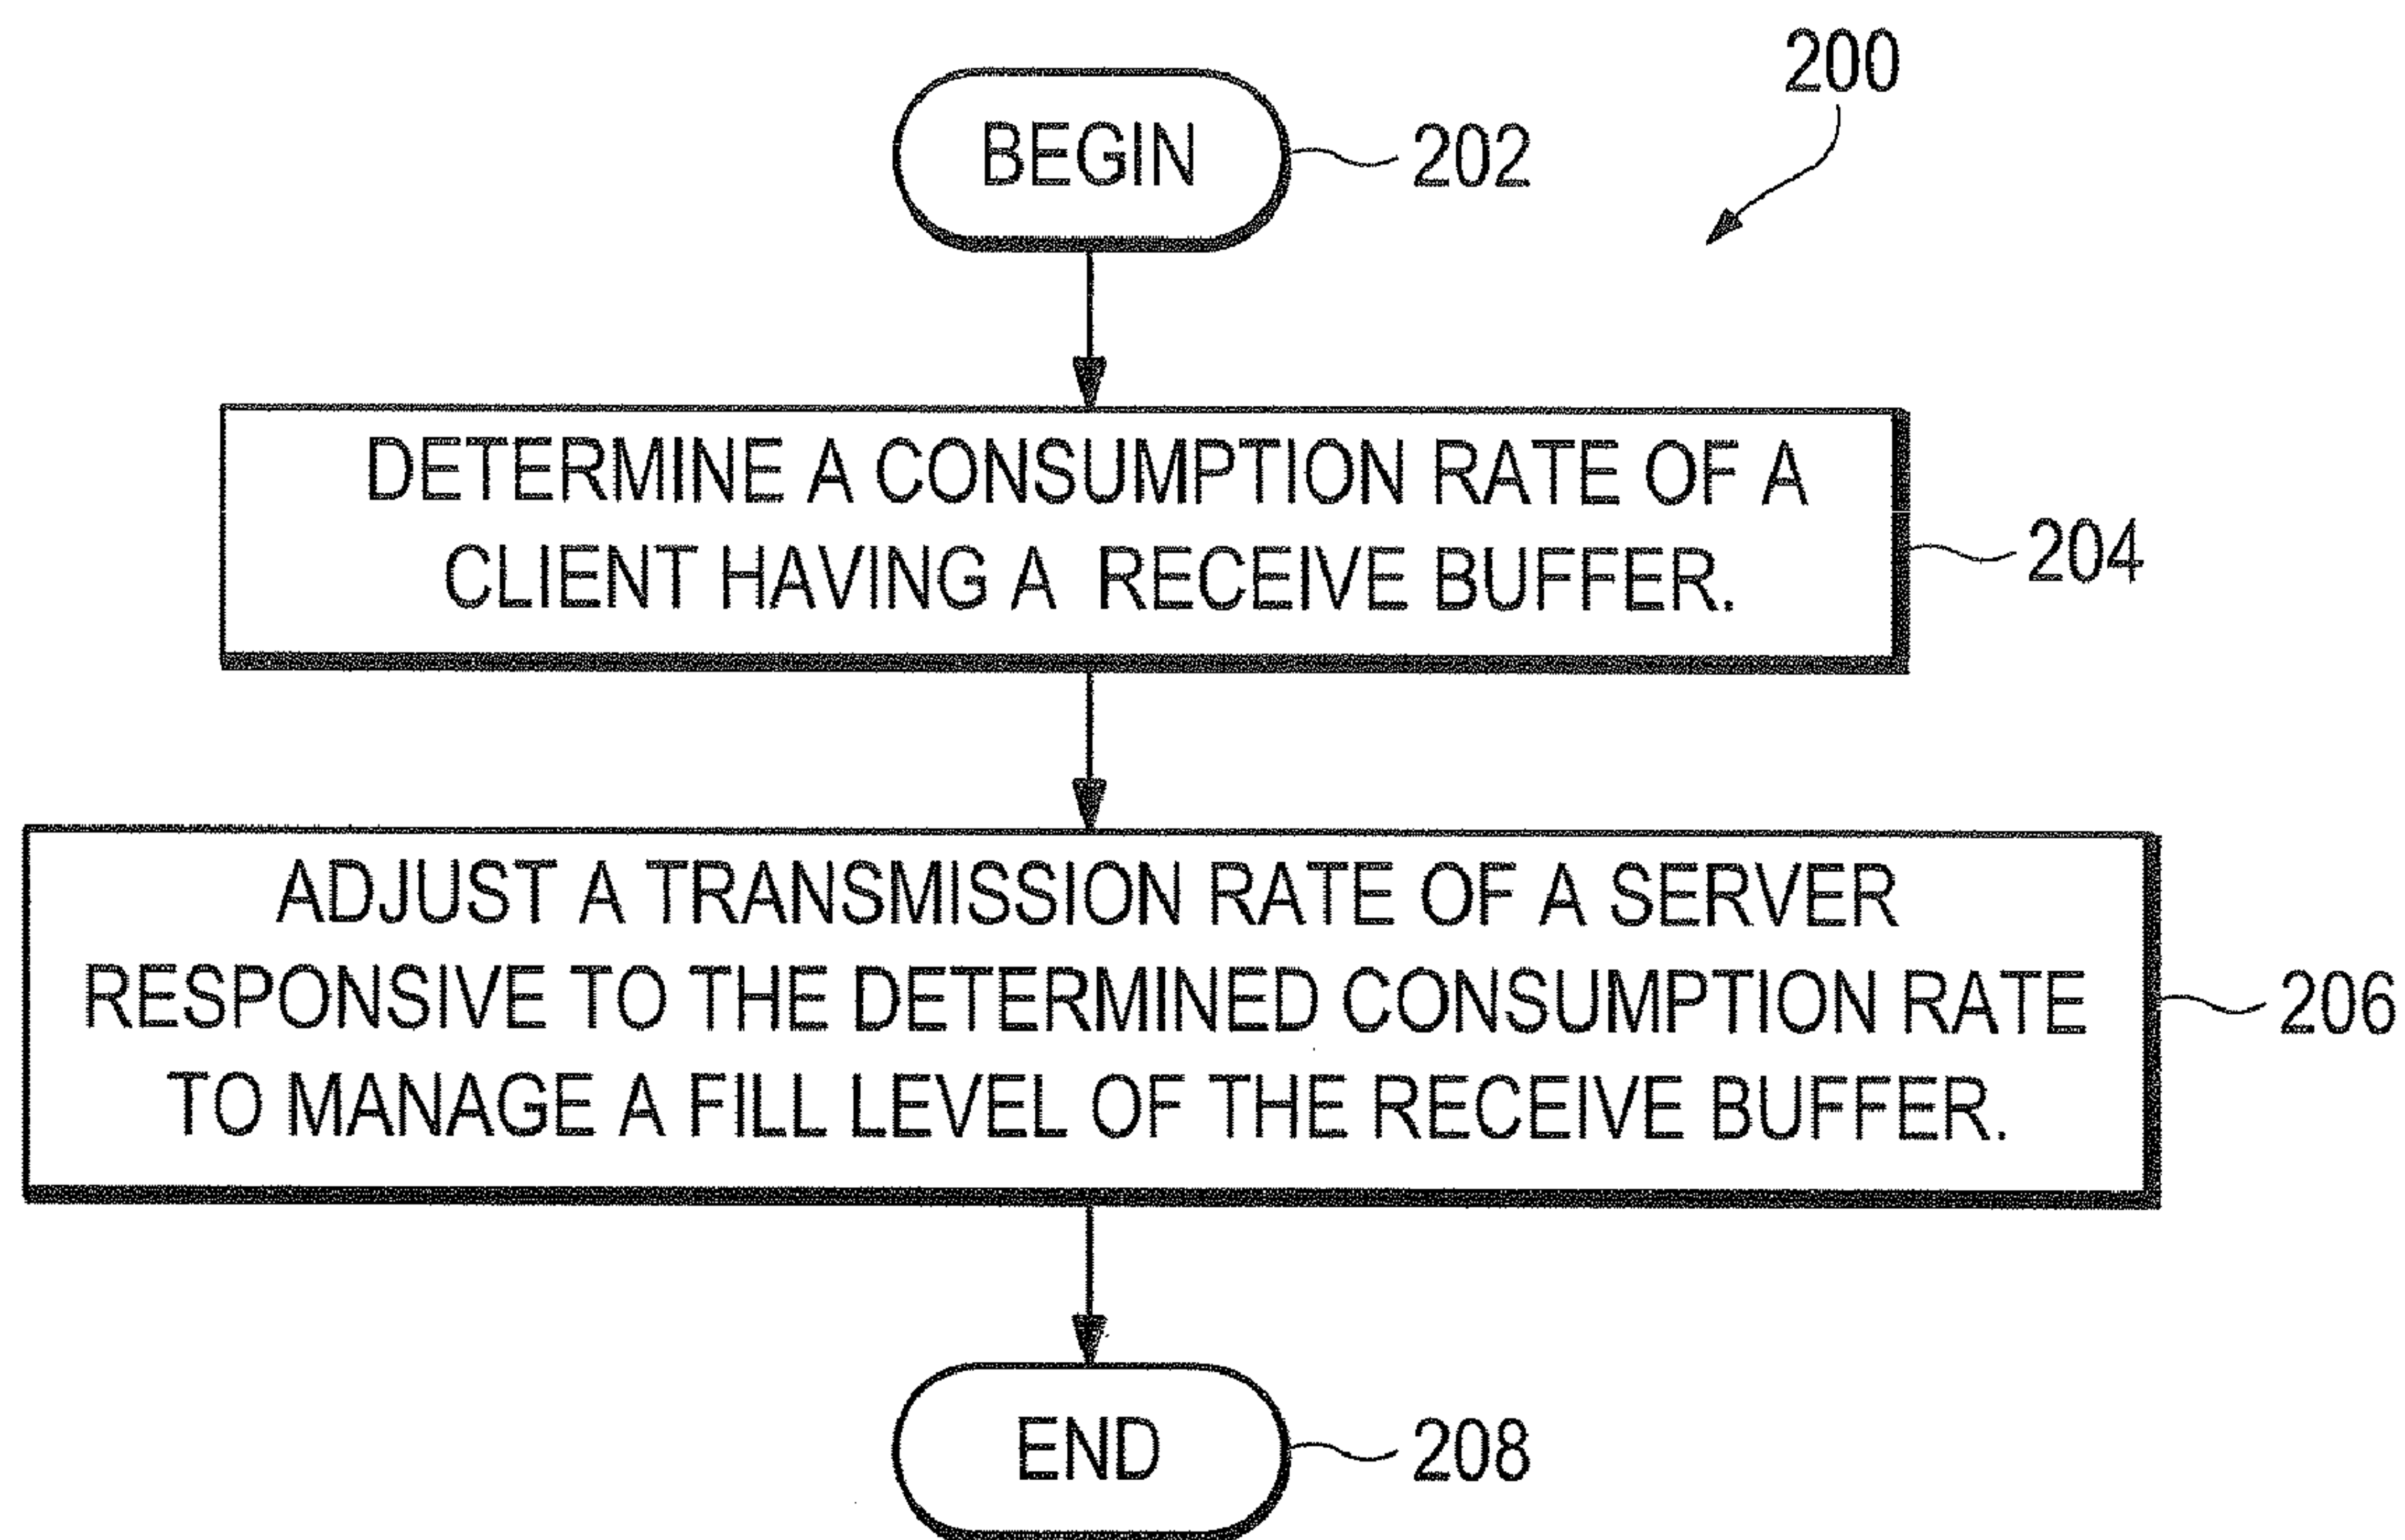 200
BEGIN
202
DETERMINE A CONSUMPTION RATE OF A
CLIENT HAVING A RECEIVE BUFFER.
204
ADJUST A TRANSMISSION RATE OF A SERVER
RESPONSIVE TO THE DETERMINED CONSUMPTION RATE
TO MANAGE A FILL LEVEL OF THE RECEIVE BUFFER.
206
END
208